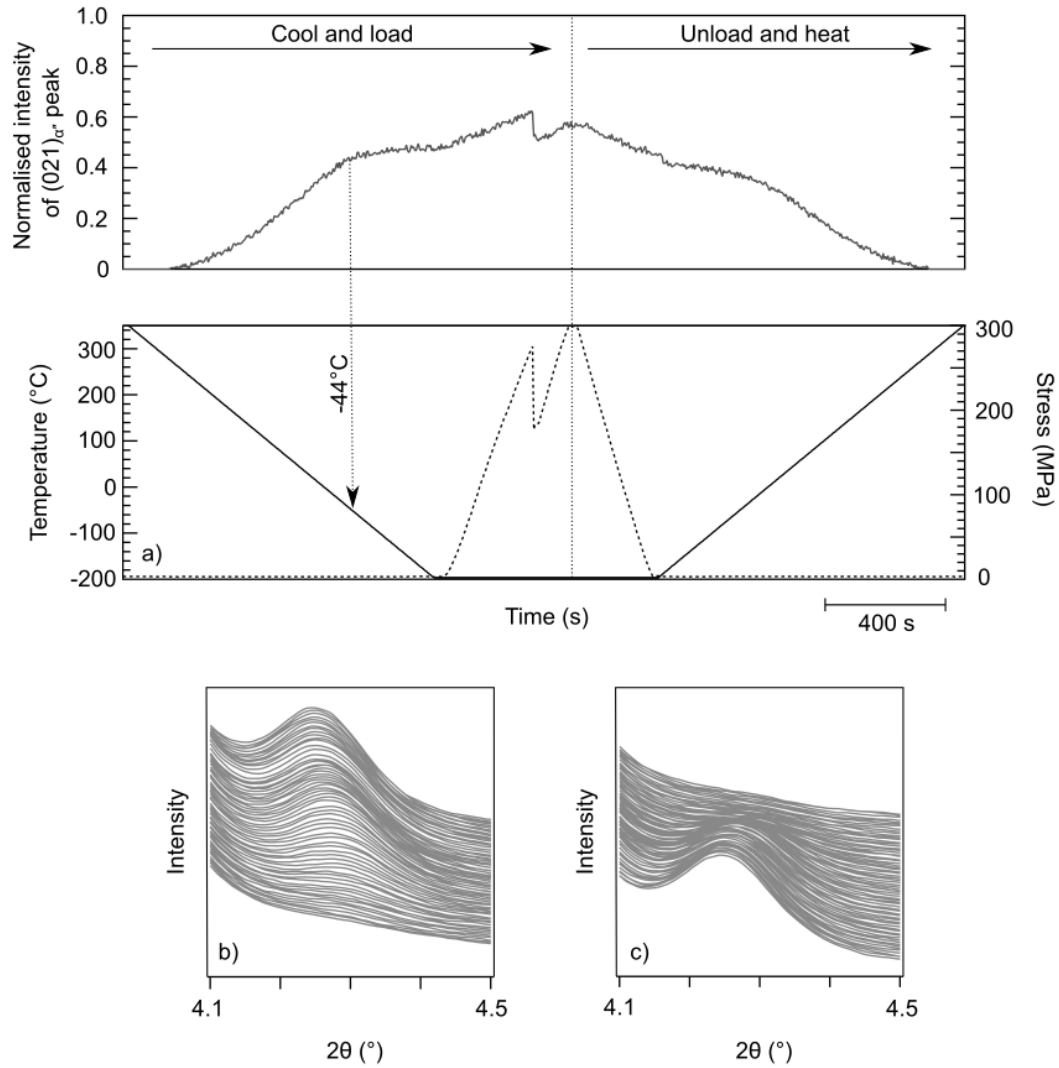 Cool and load
Unload and heat
Normalised intensity
of (021)α" peak
1.0
0.8
0.6
0.4
0.2
0
Temperature (°C)
300
200
100
0
-100
-200
-44°C
a)
300
200
100
0
Stress (MPa)
Time (s)
400 s
Intensity
b)
4.1
4.5
2θ (°)
Intensity
c)
4.1
4.5
2θ (°)